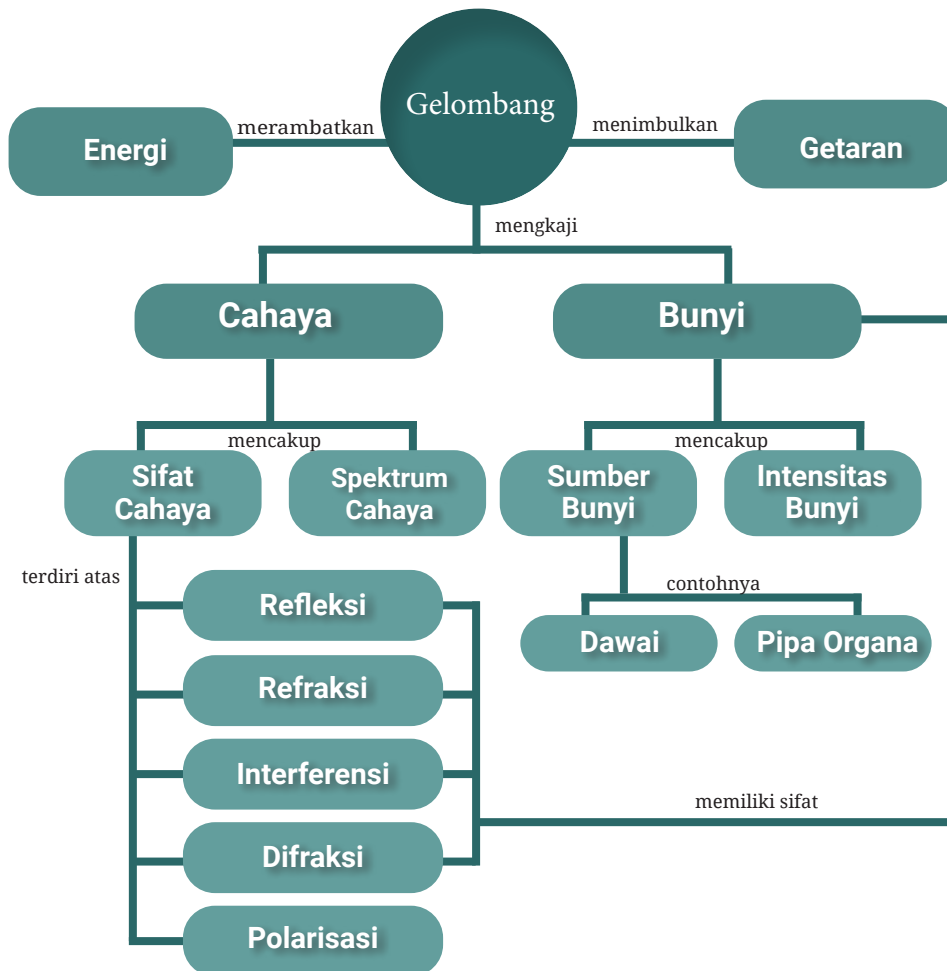 Gelombang
merambatkan
menimbulkan
Energi
Getaran
mengkaji
Cahaya
Bunyi
mencakup
mencakup
Sifat
Cahaya
Spektrum
Cahaya
Sumber
Bunyi
Intensitas
Bunyi
terdiri atas
contohnya
Refleksi
Dawai
Pipa Organa
Refraksi
Interferensi
memiliki sifat
Difraksi
Polarisasi